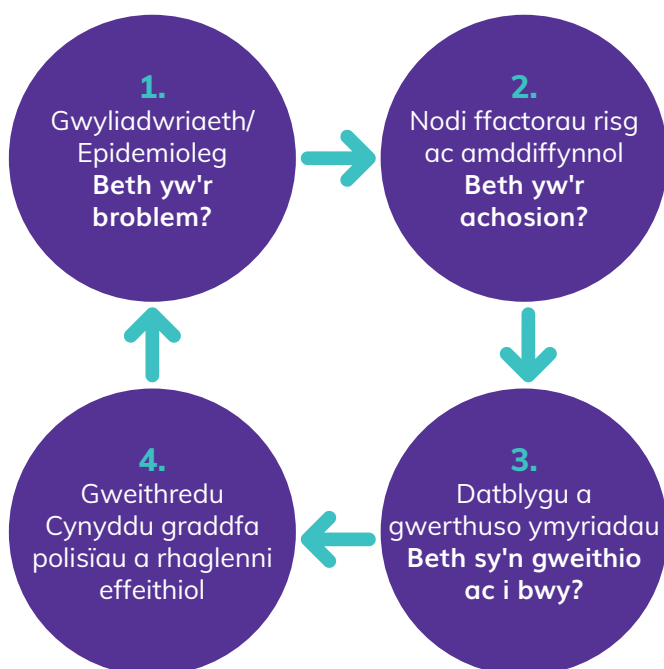 1.
Gwyliadwriaeth/
Epidemioleg
Beth yw'r
broblem?
2.
Nodi ffactorau risg
ac amddiffynnol
Beth yw'r
achosion?
3.
Datblygu a
gwerthuso ymyriadau
Beth sy'n gweithio
ac i bwy?
4.
Gweithredu
Cynyddu graddfa
polisïau a rhaglenni
effeithiol